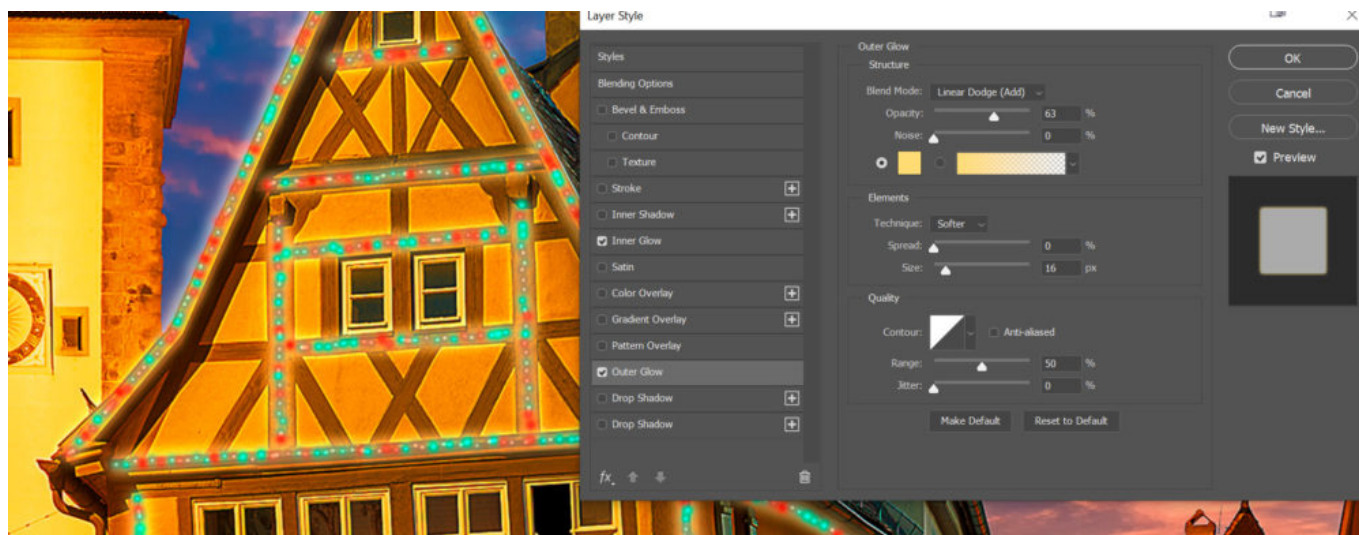 Layer Style
Styles
Blending Options
Bevel & Emboss
Contour
Texture
Stroke
Inner Shadow
Inner Glow
Satin
Color Overlay
Gradient Overlay
Pattern Overlay
Outer Glow
Drop Shadow
Drop Shadow
fx
Outer Glow
Structure
Blend Mode: Linear Dodge (Add)
Opacity: 63 %
Noise: 0 %
Elements
Technique: Softer
Spread: 0 %
Size: 16 px
Quality
Contour: Anti-aliased
Range: 50 %
Jitter: 0 %
Make Default Reset to Default
OK
Cancel
New Style...
Preview